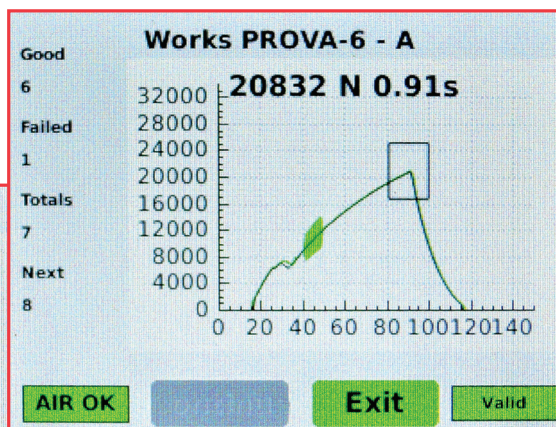 Works PROVA-6 - A
Good
6
Failed
1
Totals
7
Next
8
20832 N 0.91s
32000
28000
24000
20000
16000
12000
8000
4000
0
0 20 40 60 80 100 120 140
AIR OK
Exit
Valid